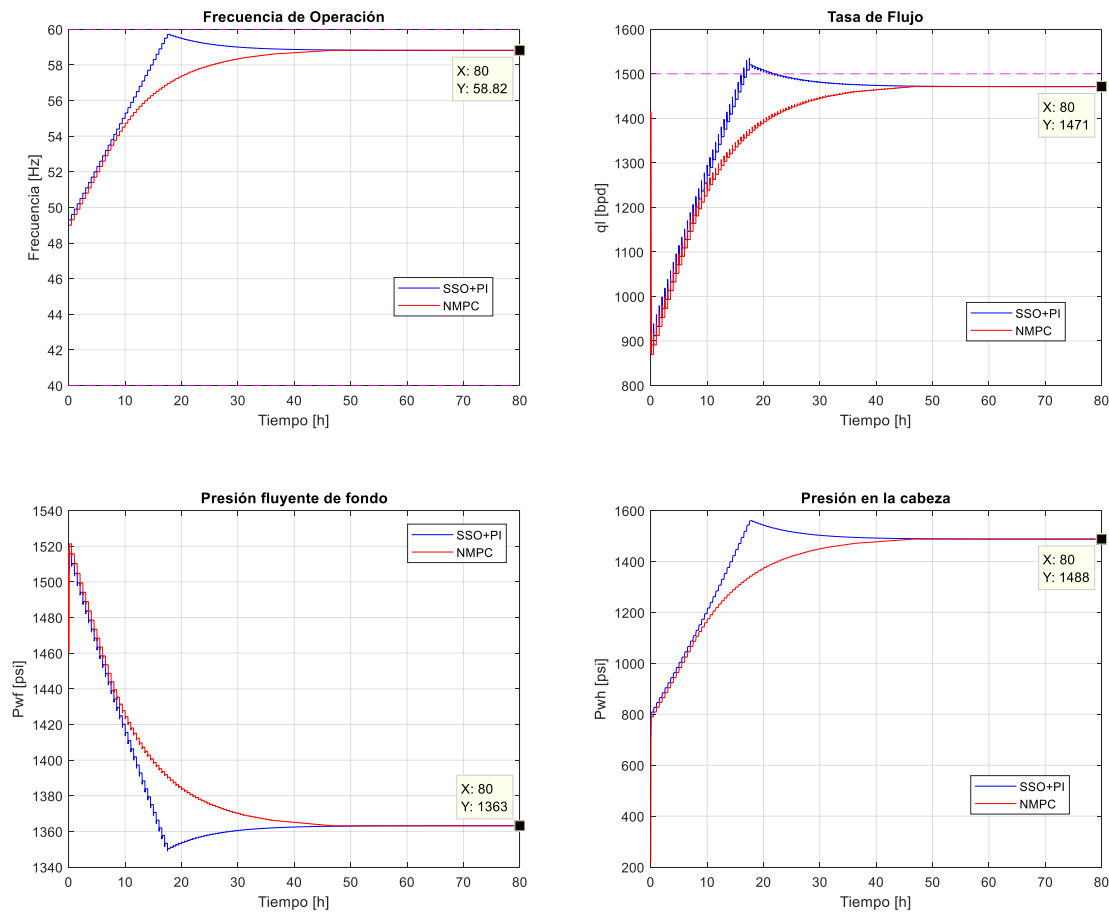 Frecuencia de Operación
60
58
56
54
52
50
48
46
44
42
40
Frecuencia [Hz]
X: 80
Y: 58.82
SSO+PI
NMPC
0 10 20 30 40 50 60 70 80
Tiempo [h]
Tasa de Flujo
1600
1500
1400
1300
1200
1100
1000
900
800
ql [bpd]
X: 80
Y: 1471
SSO+PI
NMPC
0 10 20 30 40 50 60 70 80
Tiempo [h]
Presión fluyente de fondo
1540
1520
1500
1480
1460
1440
1420
1400
1380
1360
1340
Pwf [psi]
SSO+PI
NMPC
X: 80
Y: 1363
0 10 20 30 40 50 60 70 80
Tiempo [h]
Presión en la cabeza
1600
1400
1200
1000
800
600
400
200
Pwh [psi]
X: 80
Y: 1488
SSO+PI
NMPC
0 10 20 30 40 50 60 70 80
Tiempo [h]